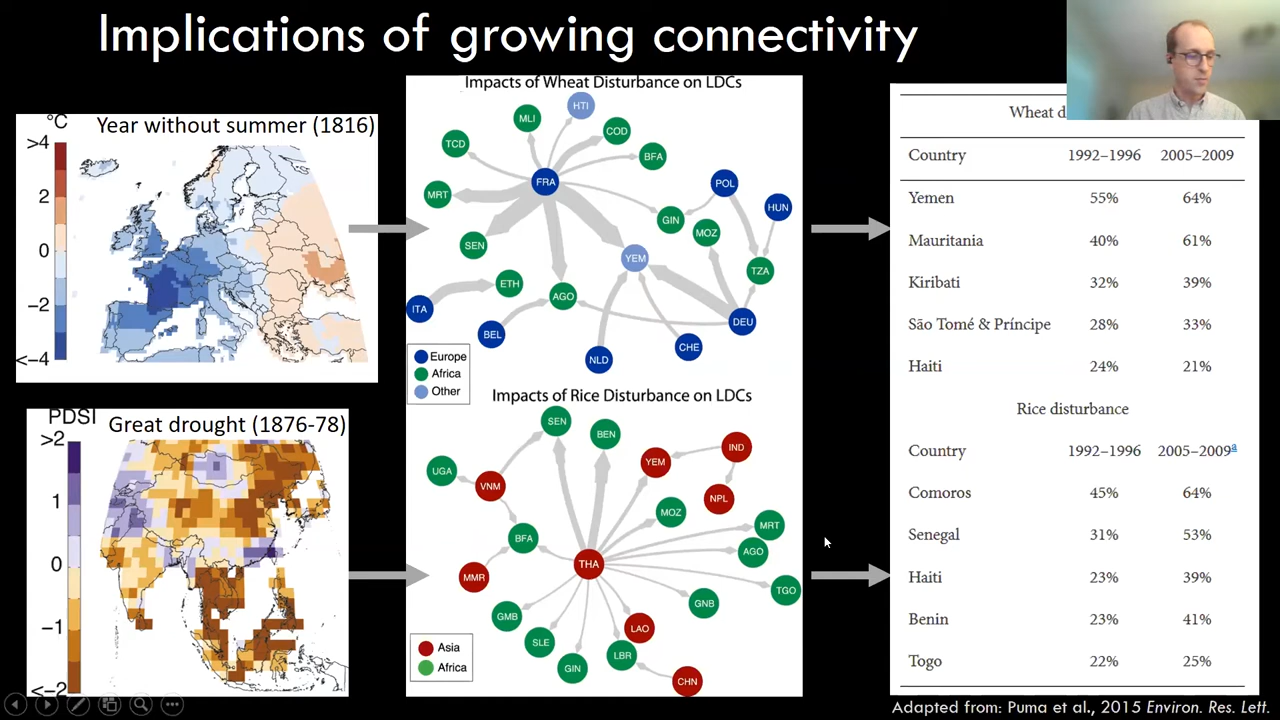 Implications of growing connectivity
°C
Year without summer (1816)
>4
2
0
−2
<−4
PDSI
Great drought (1876-78)
>2
1
0
−1
<−2
Impacts of Wheat Disturbance on LDCs
HTI
MLI
COD
TCD
BFA
FRA
POL
MRT
HUN
GIN
MOZ
SEN
YEM
TZA
ETH
AGO
ITA
DEU
BEL
CHE
NLD
Europe
Africa
Other
Impacts of Rice Disturbance on LDCs
SEN
BEN
IND
YEM
UGA
VNM
NPL
MOZ
MRT
BFA
AGO
THA
MMR
TGO
GNB
GMB
LAO
SLE
LBR
GIN
CHN
Asia
Africa
Wheat d
Country 1992–1996 2005–2009
Yemen 55% 64%
Mauritania 40% 61%
Kiribati 32% 39%
São Tomé & Príncipe 28% 33%
Haiti 24% 21%
Rice disturbance
Country 1992–1996 2005–2009a
Comoros 45% 64%
Senegal 31% 53%
Haiti 23% 39%
Benin 23% 41%
Togo 22% 25%
Adapted from: Puma et al., 2015 Environ. Res. Lett.